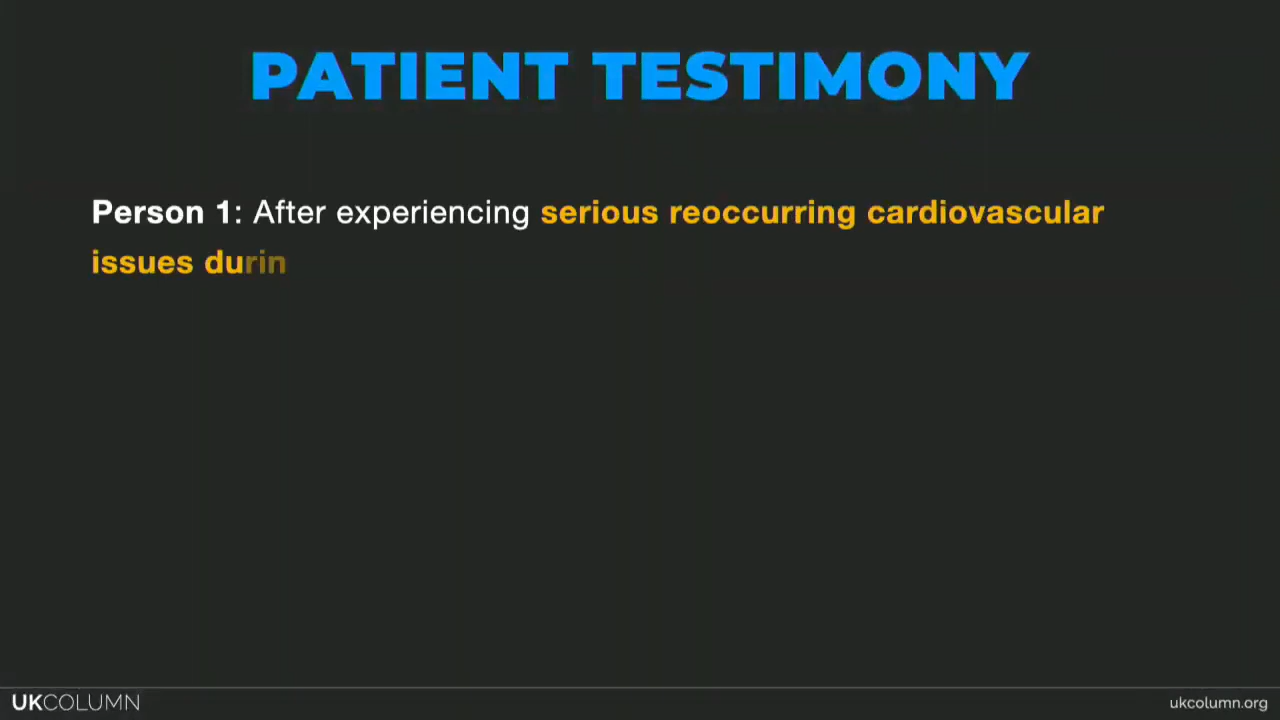 PATIENT TESTIMONY
Person 1: After experiencing serious reoccurring cardiovascular
issues durin
UKCOLUMN
ukcolumn.org